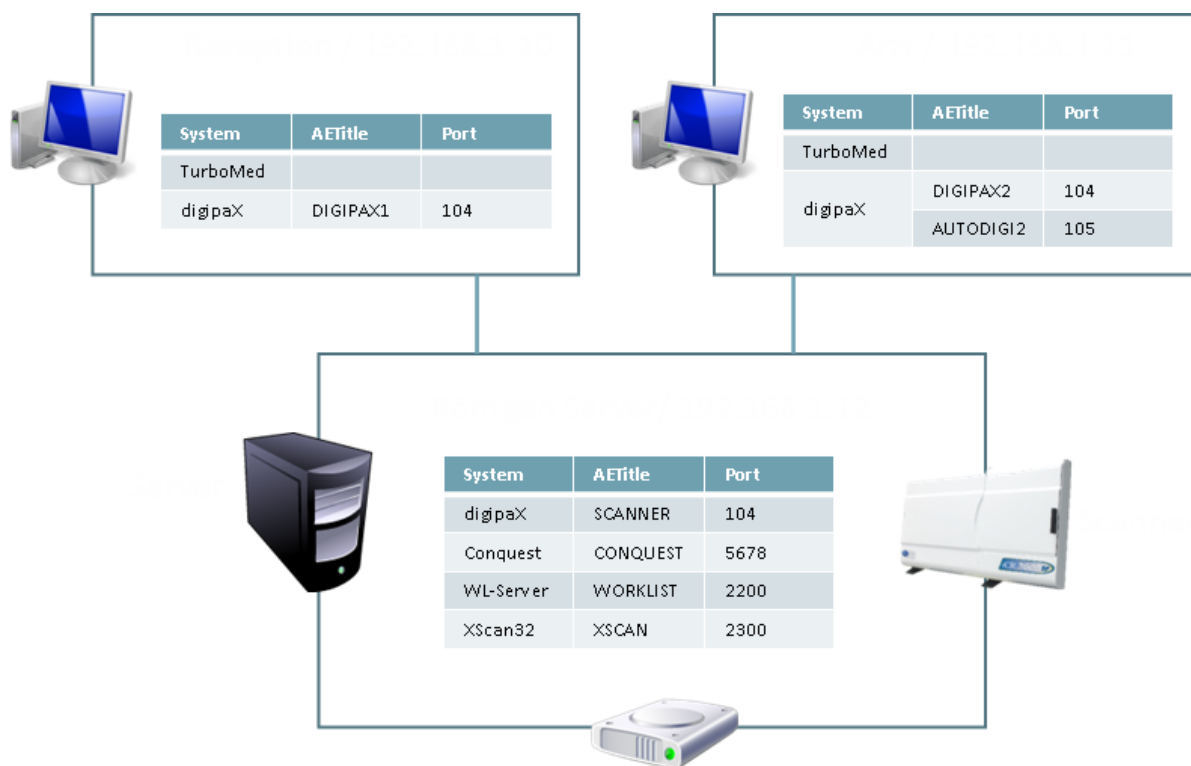 System AETitle Port
TurboMed
digipaX DIGIPAX1 104
System AETitle Port
TurboMed
digipaX DIGIPAX2 104
AUTODIGI2 105
System AETitle Port
digipaX SCANNER 104
Conquest CONQUEST 5678
WL-Server WORKLIST 2200
XScan32 XSCAN 2300